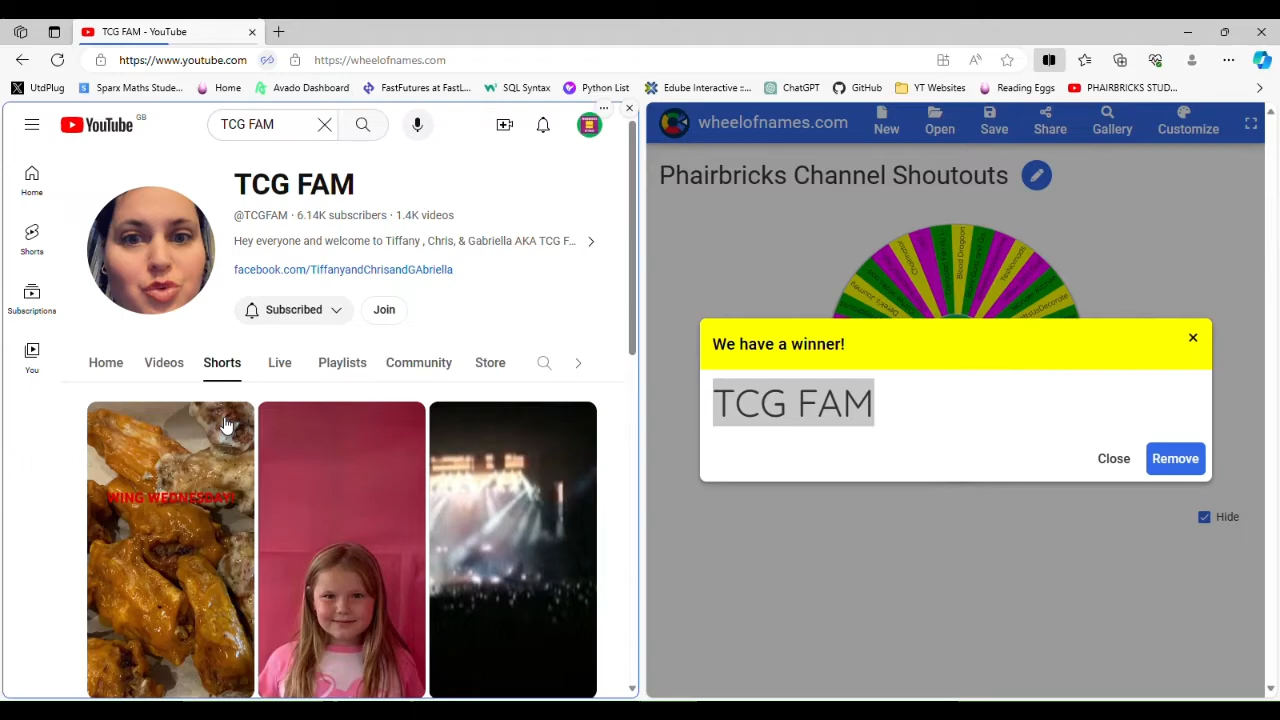 TCG FAM - YouTube
https://www.youtube.com
https://wheelofnames.com
UtdPlug
Sparx Maths Stude...
Home
Avado Dashboard
FastFutures at FastL...
SQL Syntax
Python List
Edube Interactive ::...
ChatGPT
GitHub
YT Websites
Reading Eggs
PHAIRBRICKS STUD...
YouTube GB
TCG FAM
Home
Shorts
Subscriptions
You
TCG FAM
@TCGFAM · 6.14K subscribers · 1.4K videos
Hey everyone and welcome to Tiffany , Chris, & Gabriella AKA TCG F...
facebook.com/TiffanyandChrisandGAbriella
Subscribed
Join
Home
Videos
Shorts
Live
Playlists
Community
Store
WING WEDNESDAY!
wheelofnames.com
New
Open
Save
Share
Gallery
Customize
Phairbricks Channel Shoutouts
Blood Dragoon
We have a winner!
TCG FAM
Close
Remove
Hide